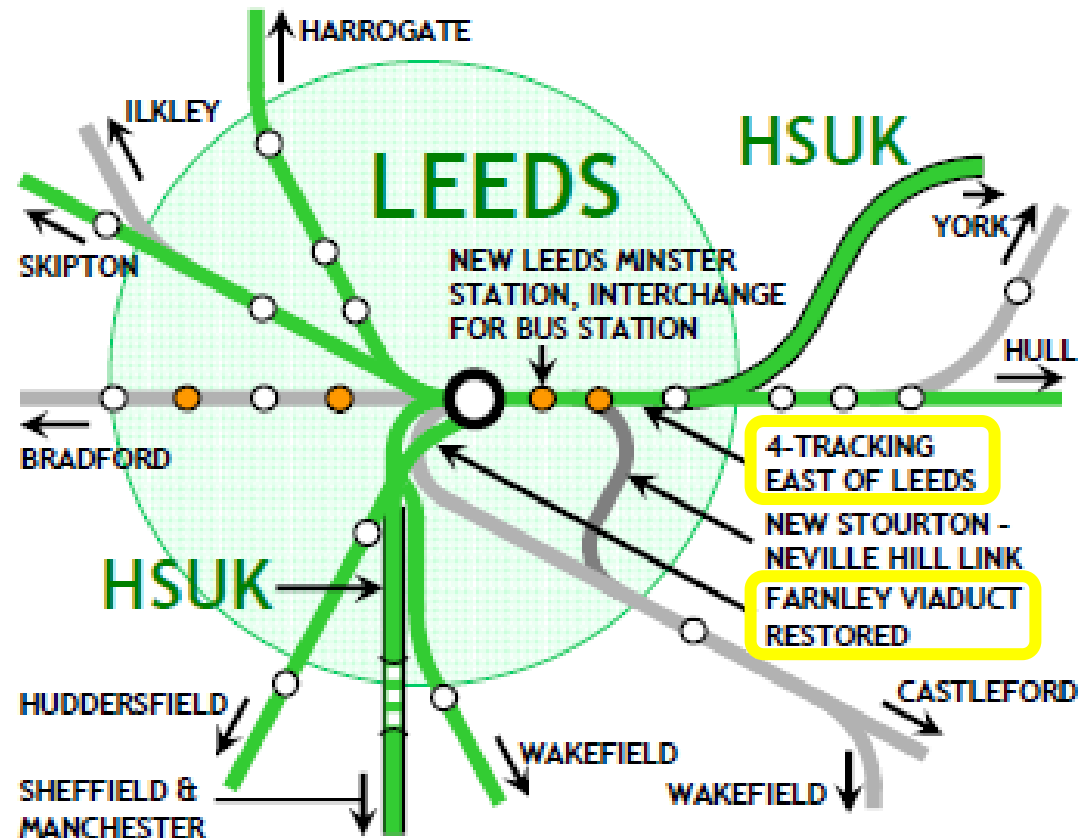 HARROGATE
ILKLEY
LEEDS
HSUK
YORK
SKIPTON
NEW LEEDS MINSTER
STATION, INTERCHANGE
FOR BUS STATION
HULL
BRADFORD
4-TRACKING
EAST OF LEEDS
NEW STOURTON –
NEVILLE HILL LINK
HSUK
FARNLEY VIADUCT
RESTORED
HUDDERSFIELD
CASTLEFORD
WAKEFIELD
SHEFFIELD &
MANCHESTER
WAKEFIELD